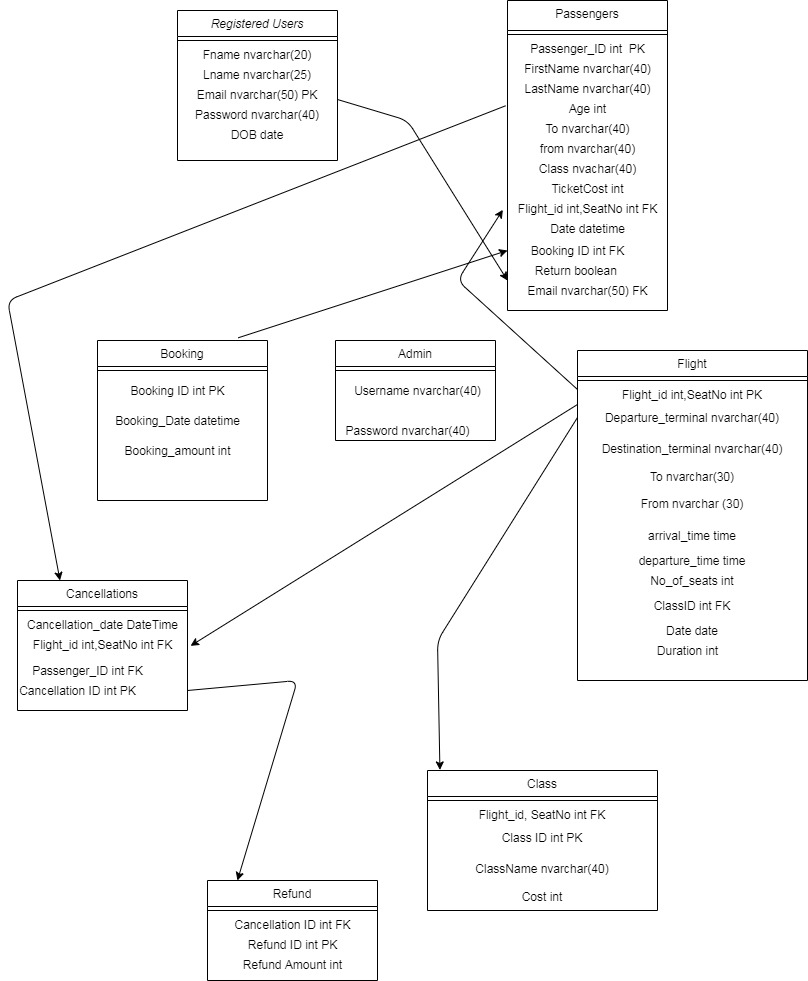 Registered Users
Fname nvarchar(20)
Lname nvarchar(25)
Email nvarchar(50) PK
Password nvarchar(40)
DOB date
Passengers
Passenger_ID int PK
FirstName nvarchar(40)
LastName nvarchar(40)
Age int
To nvarchar(40)
from nvarchar(40)
Class nvachar(40)
TicketCost int
Flight_id int,SeatNo int FK
Date datetime
Booking ID int FK
Return boolean
Email nvarchar(50) FK
Booking
Booking ID int PK
Booking_Date datetime
Booking_amount int
Admin
Username nvarchar(40)
Password nvarchar(40)
Flight
Flight_id int,SeatNo int PK
Departure_terminal nvarchar(40)
Destination_terminal nvarchar(40)
To nvarchar(30)
From nvarchar (30)
arrival_time time
departure_time time
No_of_seats int
ClassID int FK
Date date
Duration int
Cancellations
Cancellation_date DateTime
Flight_id int,SeatNo int FK
Passenger_ID int FK
Cancellation ID int PK
Class
Flight_id, SeatNo int FK
Class ID int PK
ClassName nvarchar(40)
Cost int
Refund
Cancellation ID int FK
Refund ID int PK
Refund Amount int